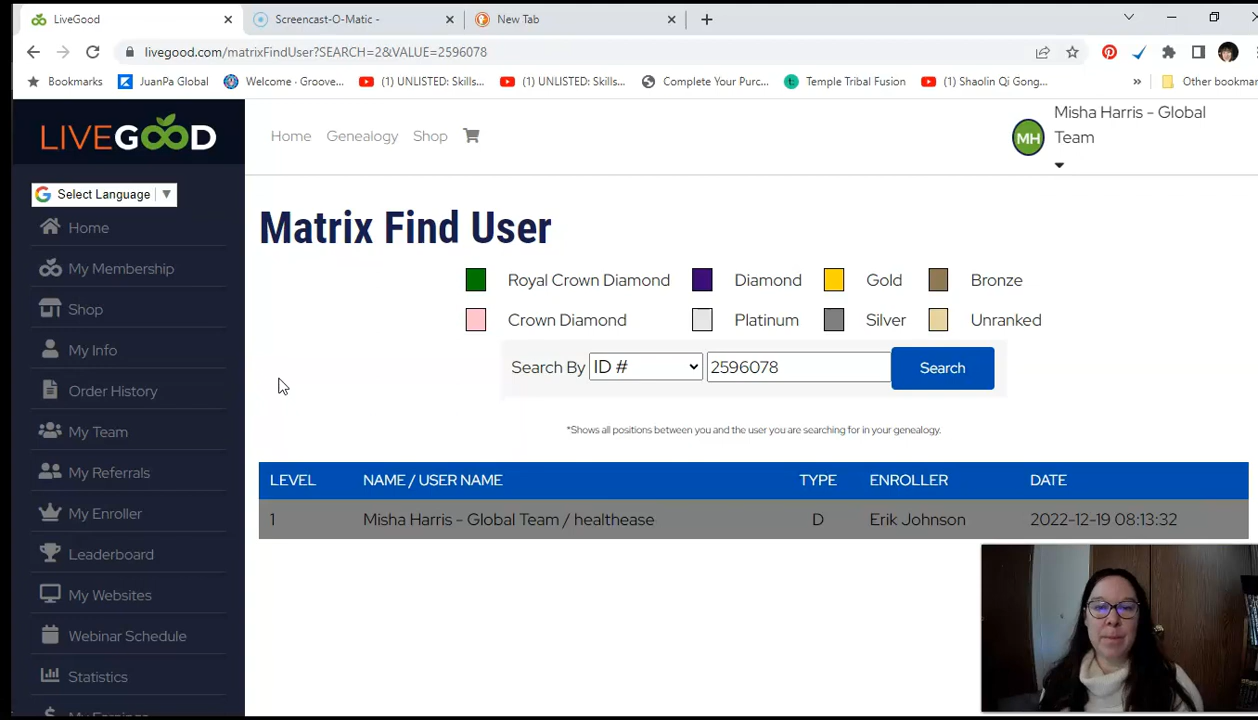 LiveGood
Screencast-O-Matic -
New Tab
livegood.com/matrixFindUser?SEARCH=2&VALUE=2596078
Bookmarks
JuanPa Global
Welcome - Groove...
(1) UNLISTED: Skills...
(1) UNLISTED: Skills...
Complete Your Purc...
Temple Tribal Fusion
(1) Shaolin Qi Gong...
»
Other bookmar
LIVEGOOD
Home
Genealogy
Shop
MH
Misha Harris - Global
Team
Select Language
Home
My Membership
Shop
My Info
Order History
My Team
My Referrals
My Enroller
Leaderboard
My Websites
Webinar Schedule
Statistics
Matrix Find User
Royal Crown Diamond
Diamond
Gold
Bronze
Crown Diamond
Platinum
Silver
Unranked
Search By ID # 2596078 Search
*Shows all positions between you and the user you are searching for in your genealogy.
LEVEL NAME / USER NAME TYPE ENROLLER DATE
1 Misha Harris - Global Team / healthease D Erik Johnson 2022-12-19 08:13:32